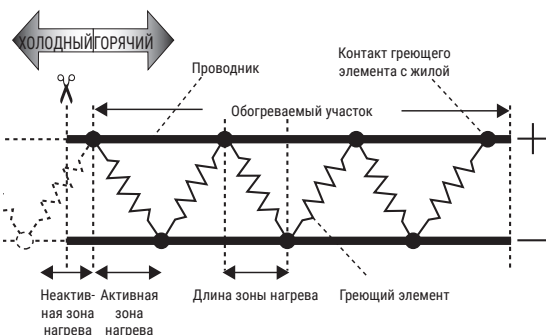 ХОЛОДНЫЙ ГОРЯЧИЙ
Проводник
Контакт греющего
элемента с жилой
Обогреваемый участок
+
−
Неактив-
ная зона
нагрева
Активная
зона
нагрева
Длина зоны нагрева
Греющий элемент